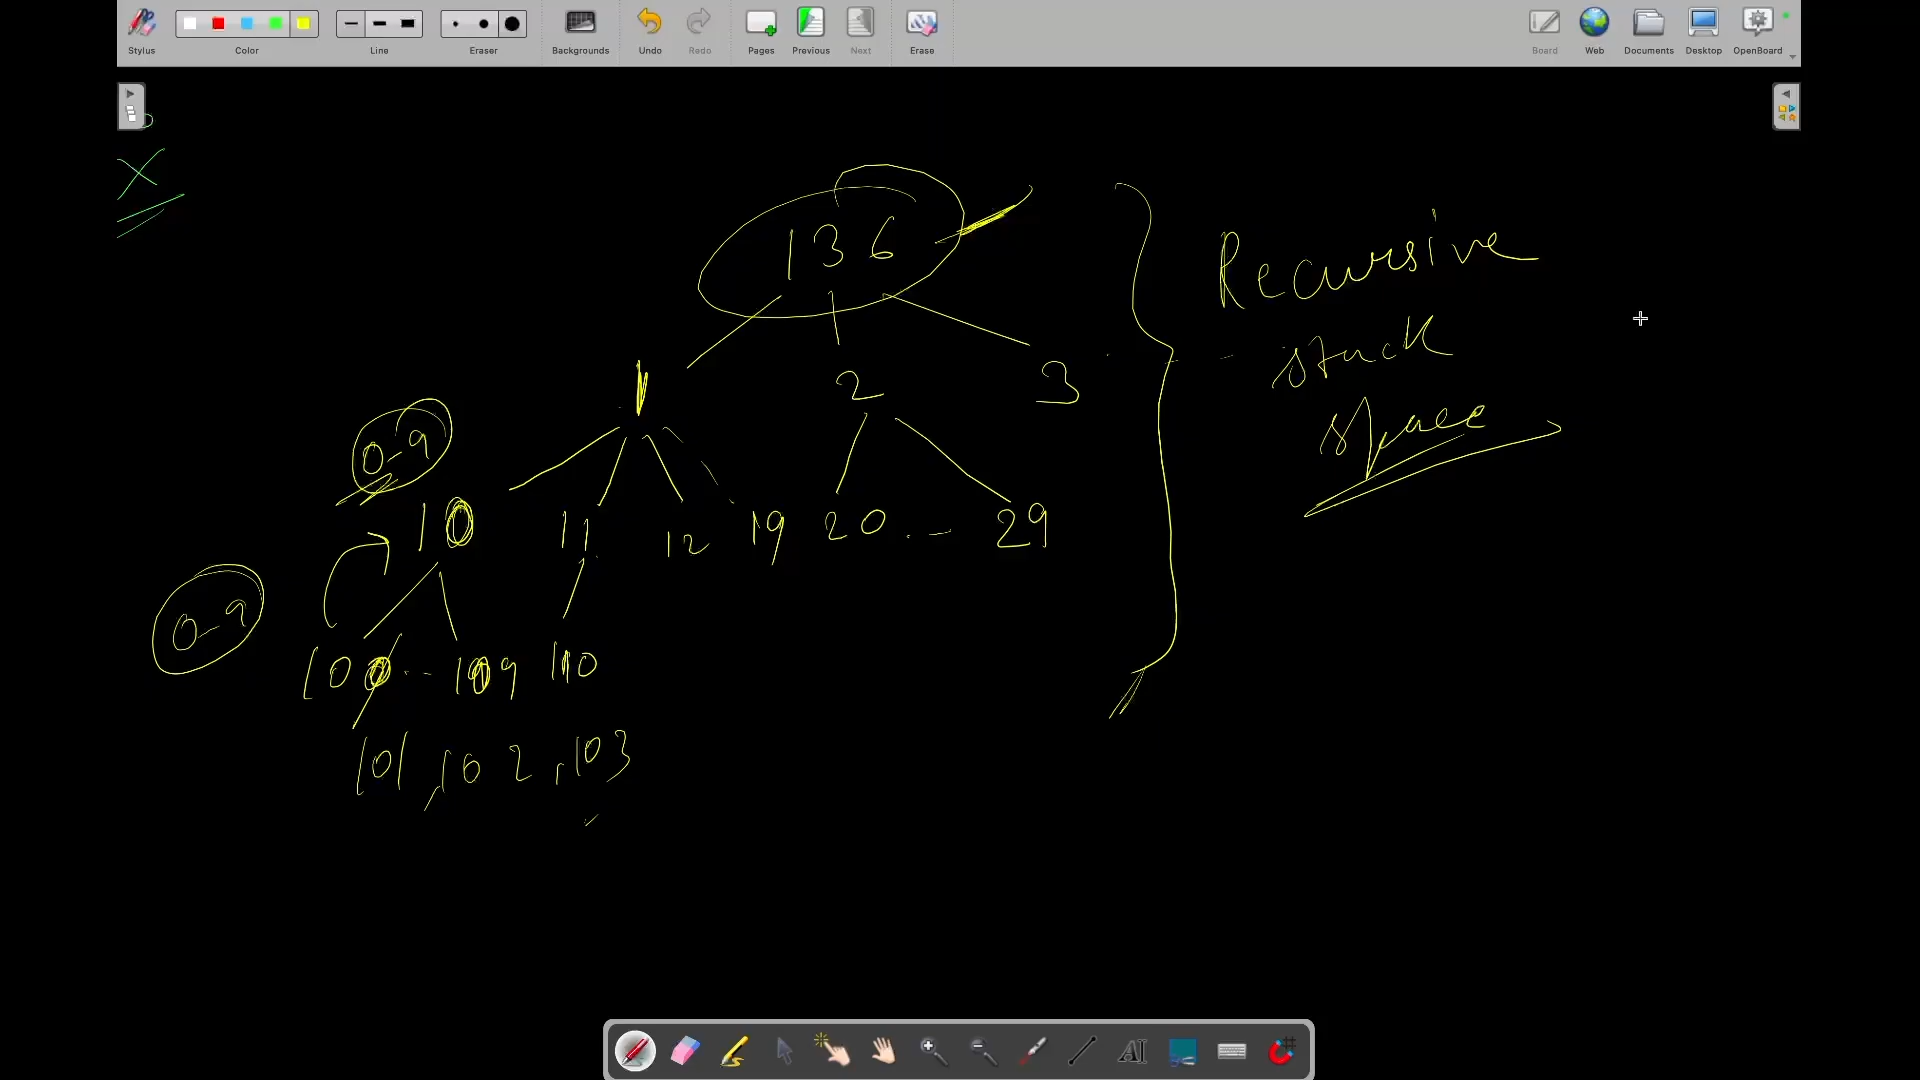 Stylus Color Line Eraser Backgrounds Undo Redo Pages Previous Next Erase Board Web Documents Desktop OpenBoard
X
136
Recursive
stack
space
1 2 3
0-9
10 11 12 19 20 .. 29
0-9
100 .. 109 110
101, 102, 103
AI